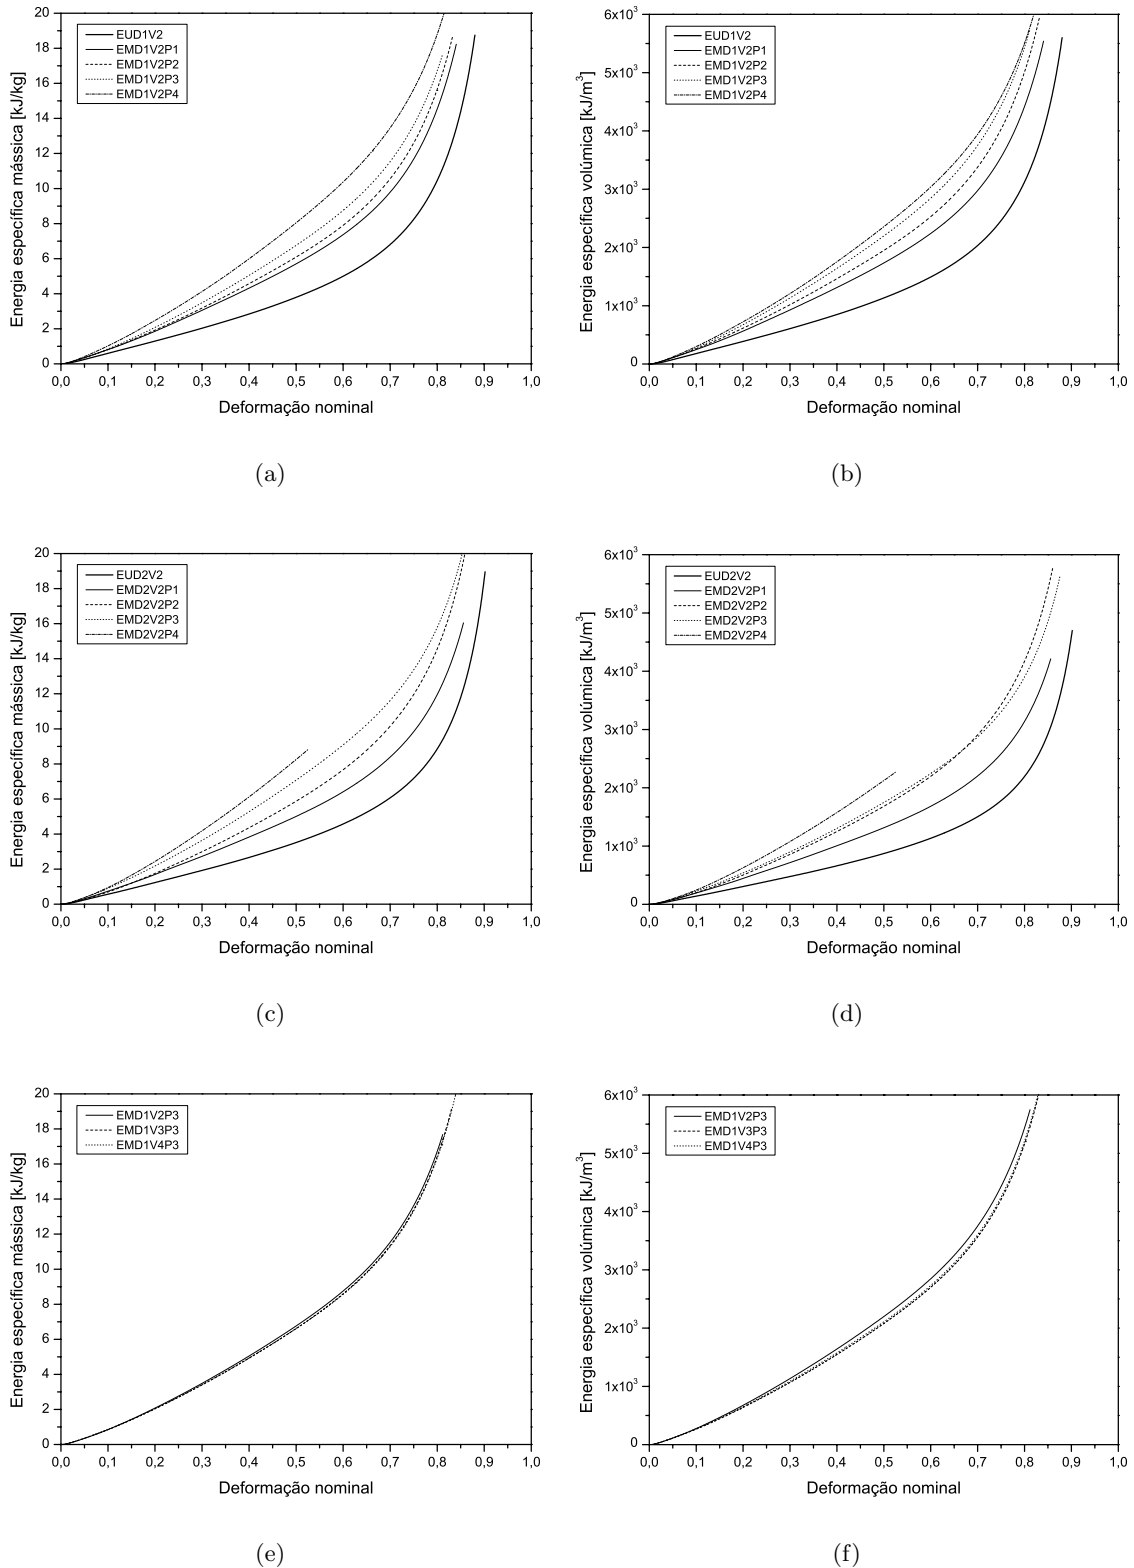 20
18
16
14
12
10
8
6
4
2
0
Energia específica mássica [kJ/kg]
EUD1V2
EMD1V2P1
EMD1V2P2
EMD1V2P3
EMD1V2P4
0,0 0,1 0,2 0,3 0,4 0,5 0,6 0,7 0,8 0,9 1,0
Deformação nominal
(a)
6x10³
5x10³
4x10³
3x10³
2x10³
1x10³
0
Energia específica volúmica [kJ/m³]
EUD1V2
EMD1V2P1
EMD1V2P2
EMD1V2P3
EMD1V2P4
0,0 0,1 0,2 0,3 0,4 0,5 0,6 0,7 0,8 0,9 1,0
Deformação nominal
(b)
20
18
16
14
12
10
8
6
4
2
0
Energia específica mássica [kJ/kg]
EUD2V2
EMD2V2P1
EMD2V2P2
EMD2V2P3
EMD2V2P4
0,0 0,1 0,2 0,3 0,4 0,5 0,6 0,7 0,8 0,9 1,0
Deformação nominal
(c)
6x10³
5x10³
4x10³
3x10³
2x10³
1x10³
0
Energia específica volúmica [kJ/m³]
EUD2V2
EMD2V2P1
EMD2V2P2
EMD2V2P3
EMD2V2P4
0,0 0,1 0,2 0,3 0,4 0,5 0,6 0,7 0,8 0,9 1,0
Deformação nominal
(d)
20
18
16
14
12
10
8
6
4
2
0
Energia específica mássica [kJ/kg]
EMD1V2P3
EMD1V3P3
EMD1V4P3
0,0 0,1 0,2 0,3 0,4 0,5 0,6 0,7 0,8 0,9 1,0
Deformação nominal
(e)
6x10³
5x10³
4x10³
3x10³
2x10³
1x10³
0
Energia específica volúmica [kJ/m³]
EMD1V2P3
EMD1V3P3
EMD1V4P3
0,0 0,1 0,2 0,3 0,4 0,5 0,6 0,7 0,8 0,9 1,0
Deformação nominal
(f)